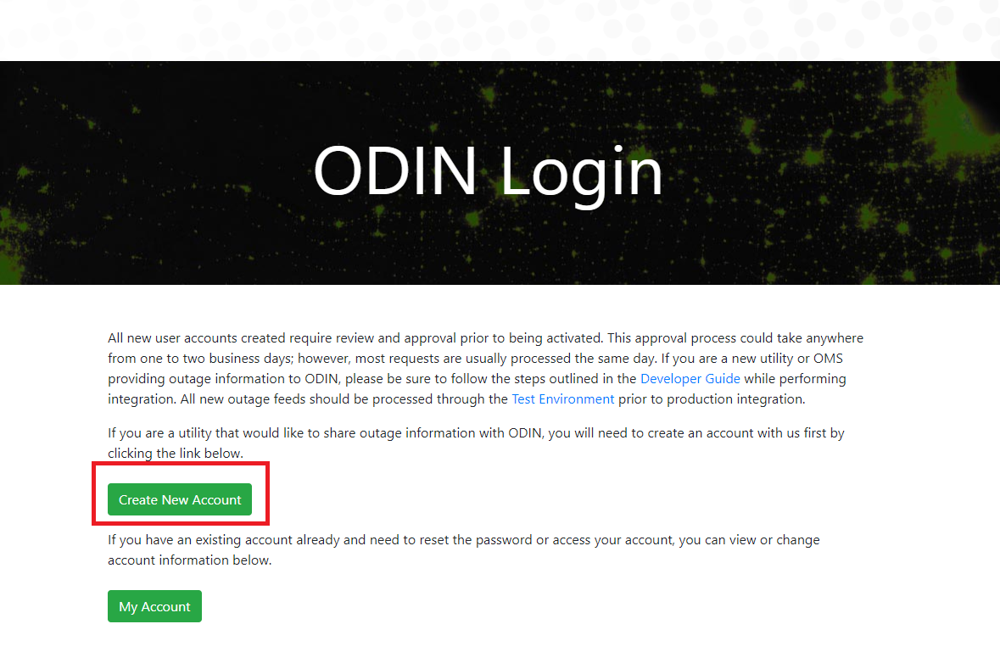 ODIN Login
All new user accounts created require review and approval prior to being activated. This approval process could take anywhere
from one to two business days; however, most requests are usually processed the same day. If you are a new utility or OMS
providing outage information to ODIN, please be sure to follow the steps outlined in the Developer Guide while performing
integration. All new outage feeds should be processed through the Test Environment prior to production integration.
If you are a utility that would like to share outage information with ODIN, you will need to create an account with us first by
clicking the link below.
Create New Account
If you have an existing account already and need to reset the password or access your account, you can view or change
account information below.
My Account